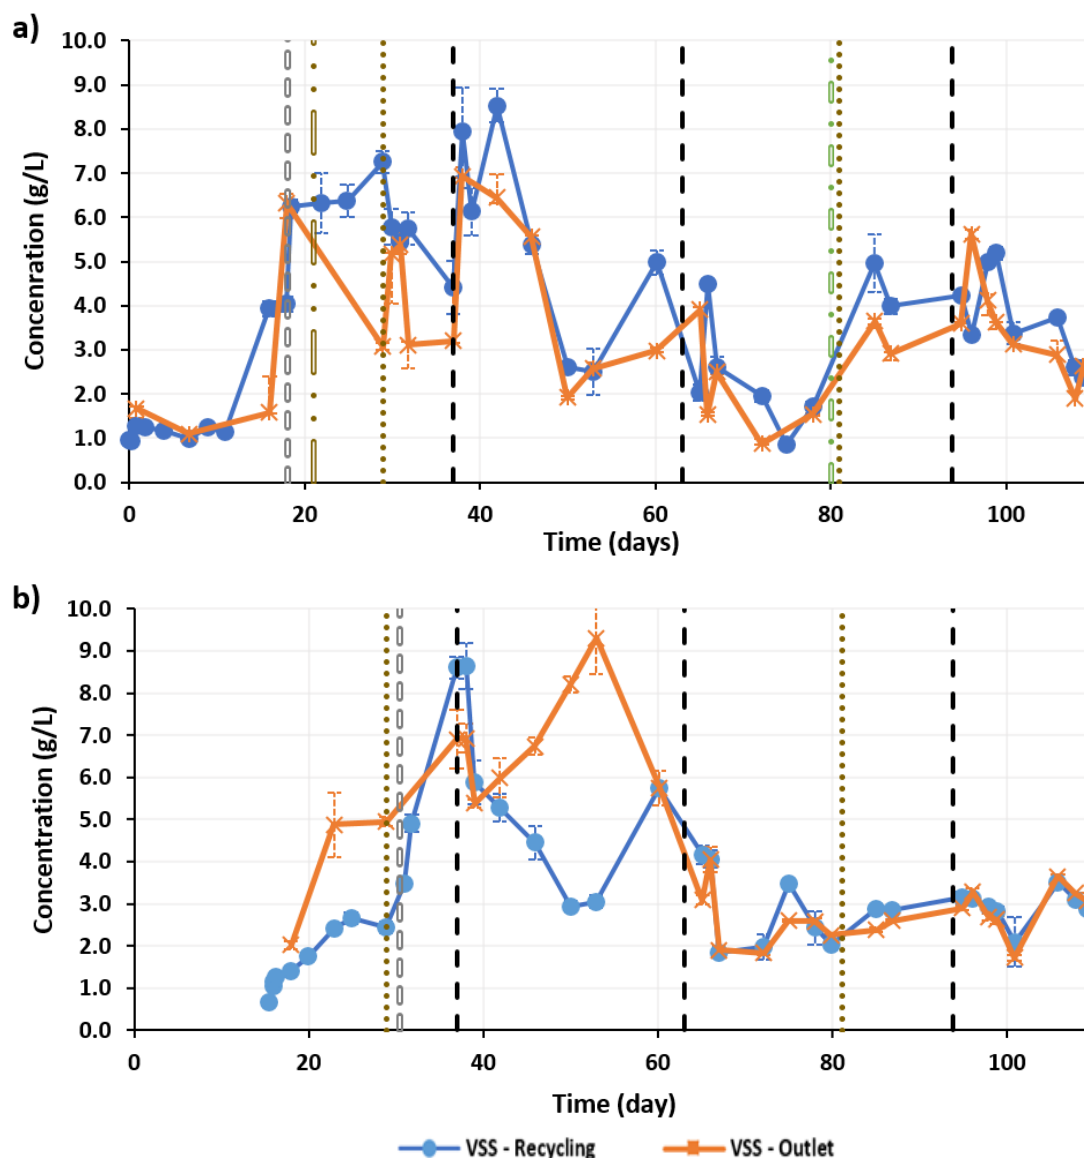 a)
10.0
9.0
8.0
7.0
6.0
5.0
4.0
3.0
2.0
1.0
0.0
Concenration (g/L)
0 20 40 60 80 100
Time (days)
b)
10.0
9.0
8.0
7.0
6.0
5.0
4.0
3.0
2.0
1.0
0.0
Concentration (g/L)
0 20 40 60 80 100
Time (day)
VSS - Recycling VSS - Outlet